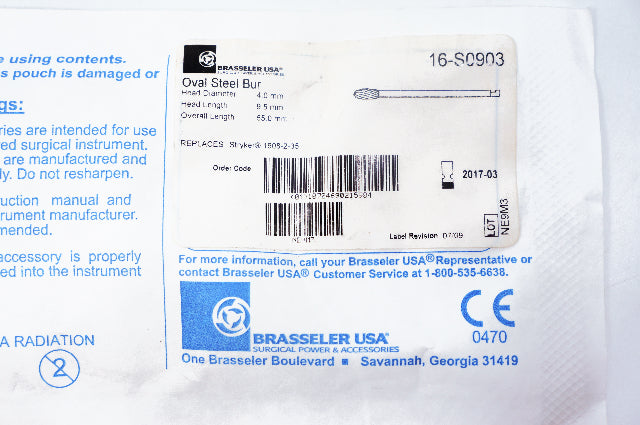 e using contents.
s pouch is damaged or
gs:
ries are intended for use
red surgical instrument.
are manufactured and
ly. Do not resharpen.
uction manual and
trument manufacturer.
mended.
accessory is properly
ed into the instrument
A RADIATION
2
BRASSELER USA®
SURGICAL POWER & ACCESSORIES
16-S0903
Oval Steel Bur
Head Diameter 4.0 mm
Head Length 9.5 mm
Overall Length 55.0 mm
REPLACES: Stryker® 1608-2-35
Order Code
2017-03
LOT
NE9M3
Label Revision 07/09
For more information, call your Brasseler USA® Representative or
contact Brasseler USA® Customer Service at 1-800-535-6638.
BRASSELER USA®
SURGICAL POWER & ACCESSORIES
One Brasseler Boulevard ■ Savannah, Georgia 31419
CE
0470